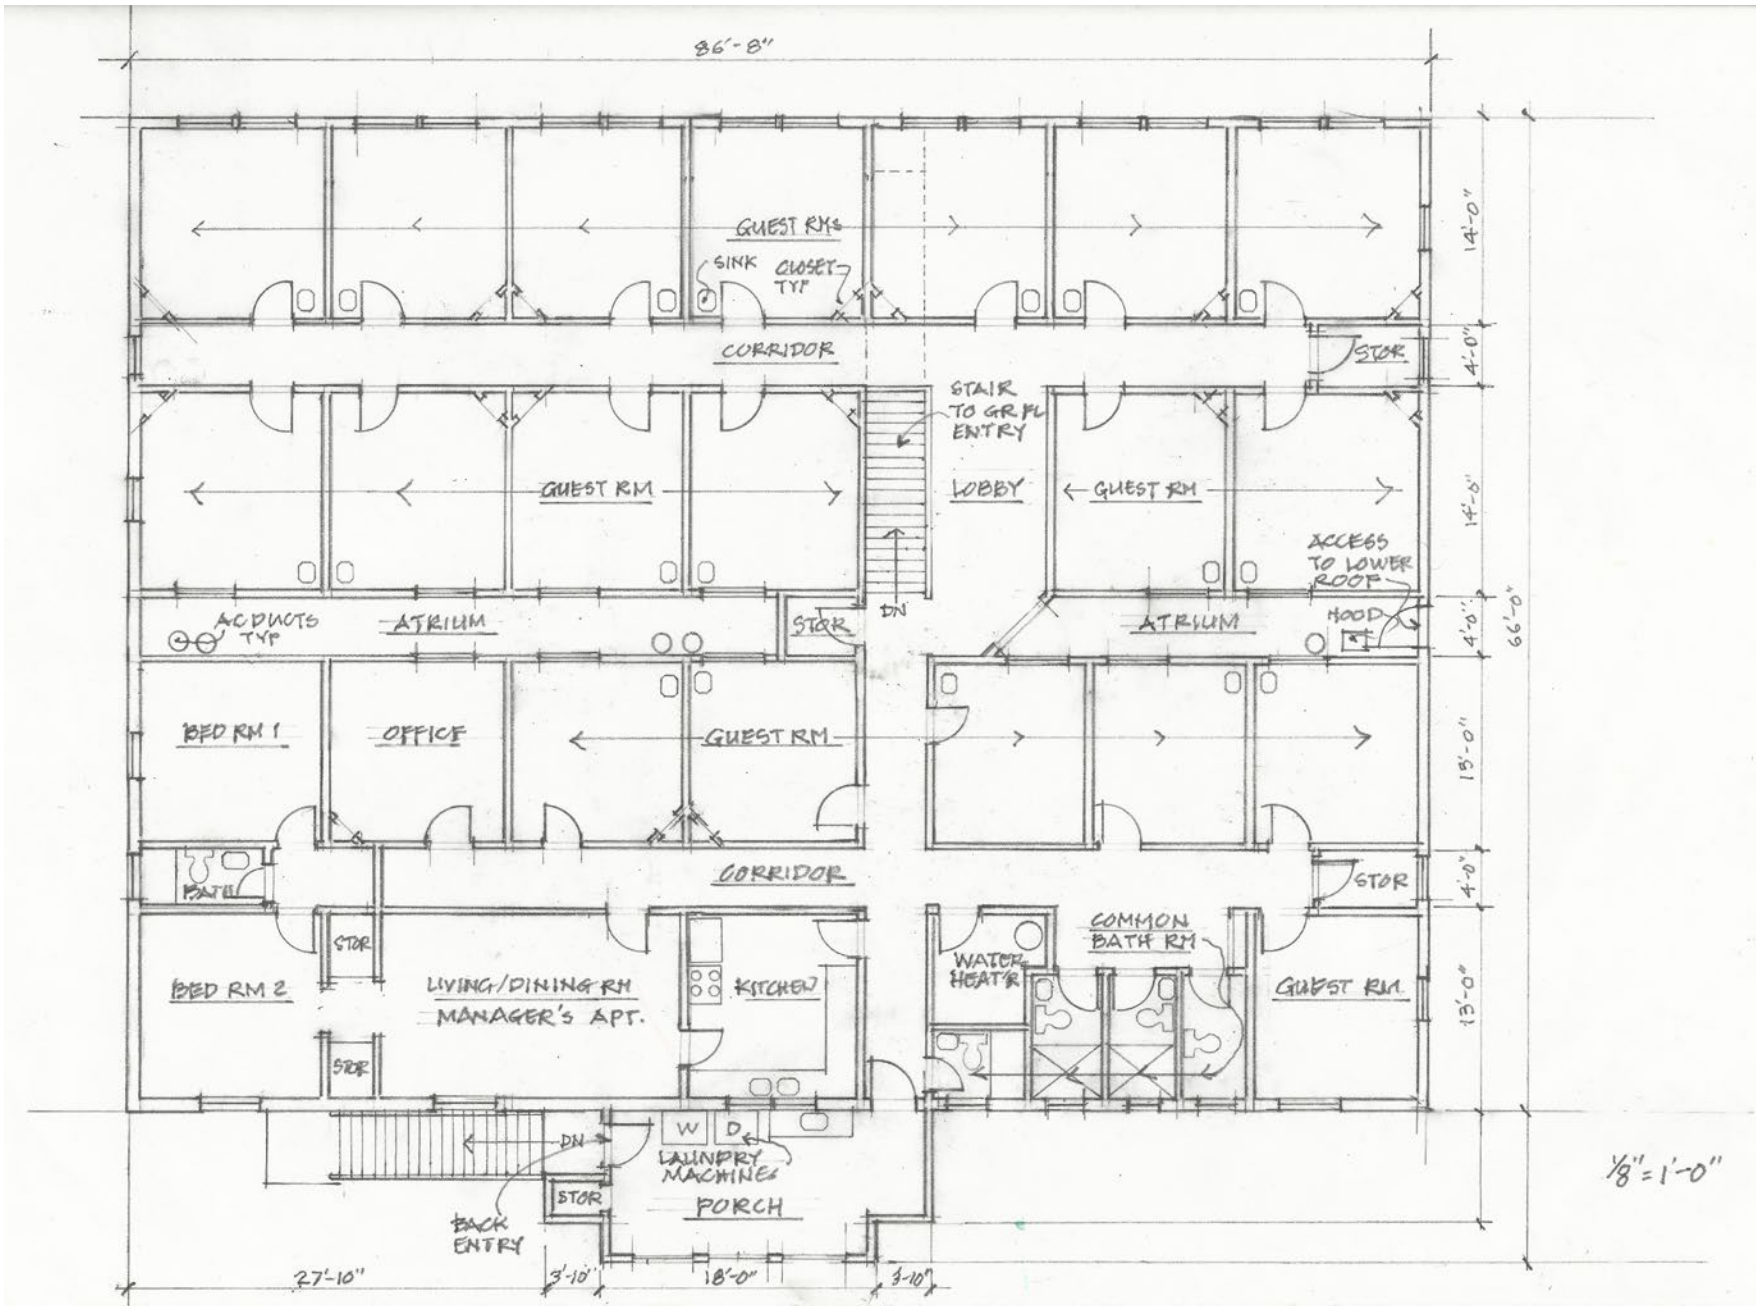 86'-8"
GUEST RMS
SINK
CLOSET
TYP
14'-0"
CORRIDOR
STOR
4'-0"
STAIR
TO GR FL
ENTRY
GUEST RM
LOBBY
GUEST RM
14'-0"
ACCESS
TO LOWER
ROOF
AC DUCTS
TYP
ATRIUM
STOR
DN
ATRIUM
HOOD
4'-0"
66'-0"
BED RM 1
OFFICE
GUEST RM
13'-0"
BATH
CORRIDOR
STOR
4'-0"
STOR
COMMON
BATH RM
WATER
HEAT'R
BED RM 2
LIVING/DINING RM
MANAGER'S APT.
KITCHEN
GUEST RM
13'-0"
STOR
DN
W
D
LAUNDRY
MACHINES
STOR
PORCH
BACK
ENTRY
1/8"=1'-0"
27'-10"
3'-10"
18'-0"
3'-10"